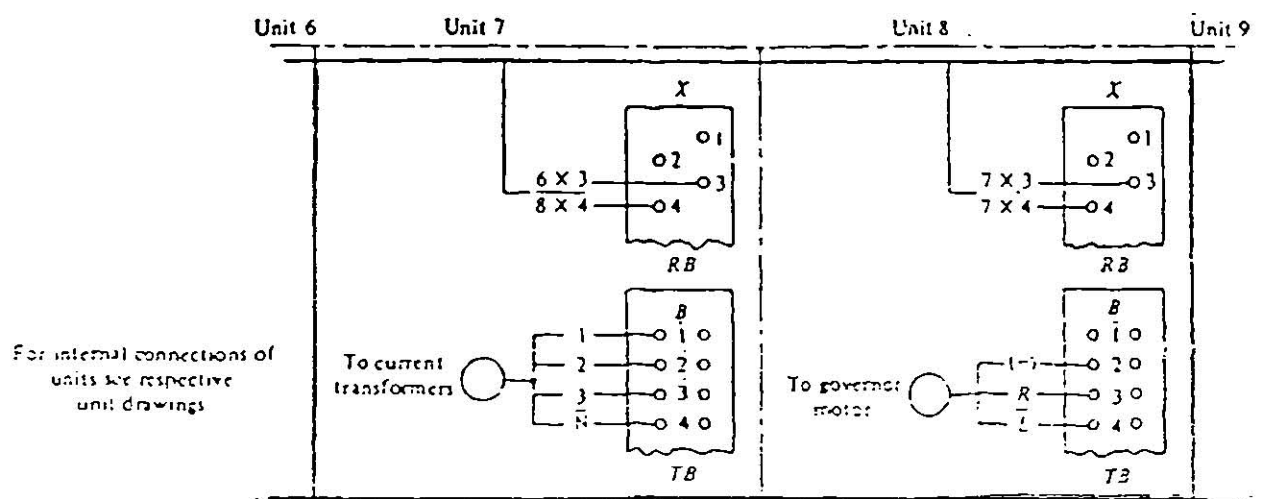 Unit 6
Unit 7
Unit 8
Unit 9
X
1
2
6 X 3
3
8 X 4
4
RB
X
1
2
7 X 3
3
7 X 4
4
RB
For internal connections of
units see respective
unit drawings
To current
transformers
B
1
1
2
2
3
3
N
4
TB
To governor
motor
B
1
(-)
2
R
3
L
4
TB